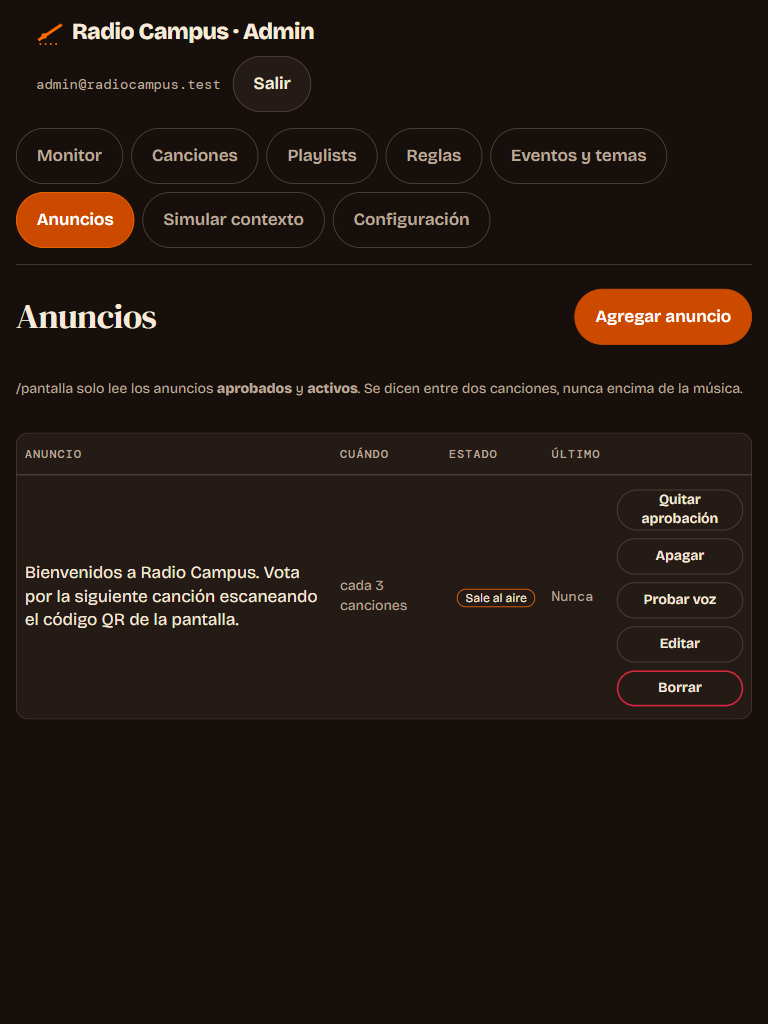 Radio Campus · Admin
admin@radiocampus.test
Salir
Monitor
Canciones
Playlists
Reglas
Eventos y temas
Anuncios
Simular contexto
Configuración
Anuncios
Agregar anuncio
/pantalla solo lee los anuncios aprobados y activos. Se dicen entre dos canciones, nunca encima de la música.
ANUNCIO
CUÁNDO
ESTADO
ÚLTIMO
Bienvenidos a Radio Campus. Vota
por la siguiente canción escaneando
el código QR de la pantalla.
cada 3
canciones
Sale al aire
Nunca
Quitar
aprobación
Apagar
Probar voz
Editar
Borrar